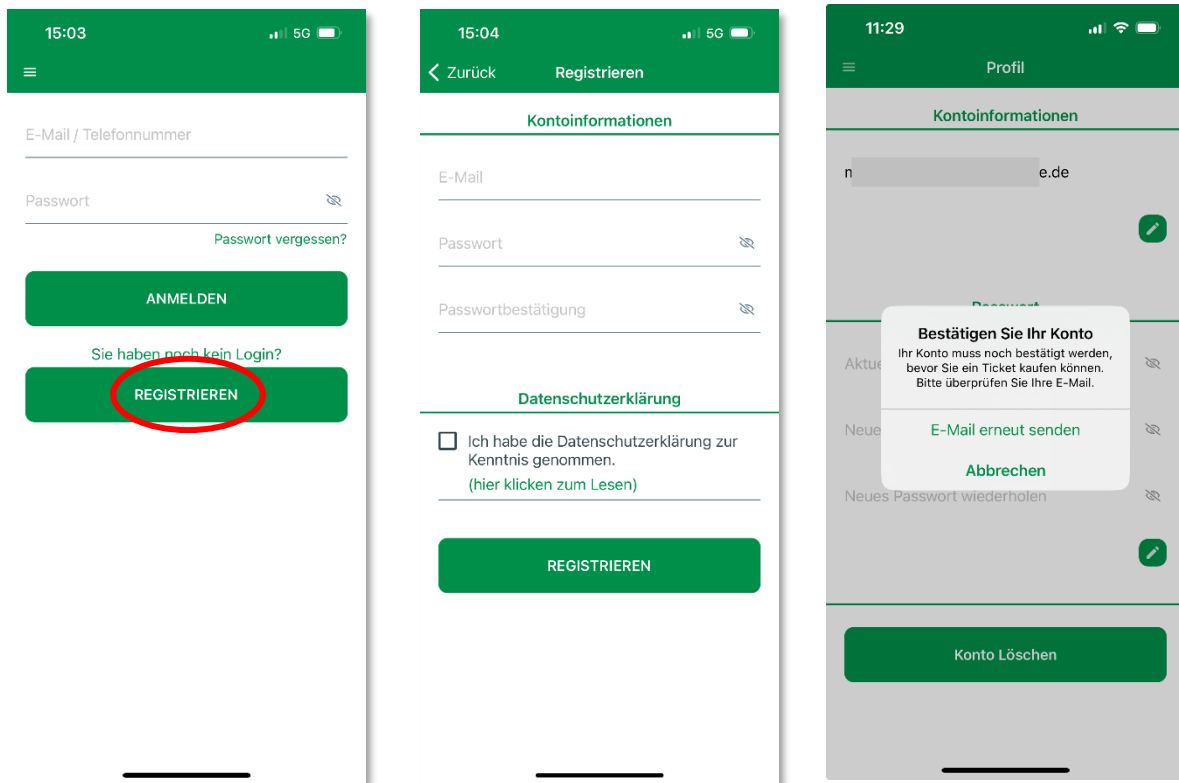 15:03
5G
E-Mail / Telefonnummer
Passwort
Passwort vergessen?
ANMELDEN
Sie haben noch kein Login?
REGISTRIEREN
15:04
5G
Zurück
Registrieren
Kontoinformationen
E-Mail
Passwort
Passwortbestätigung
Datenschutzerklärung
Ich habe die Datenschutzerklärung zur
Kenntnis genommen.
(hier klicken zum Lesen)
REGISTRIEREN
11:29
Profil
Kontoinformationen
e.de
Passwort
Bestätigen Sie Ihr Konto
Ihr Konto muss noch bestätigt werden,
bevor Sie ein Ticket kaufen können.
Bitte überprüfen Sie Ihre E-Mail.
Aktue
Neue
E-Mail erneut senden
Abbrechen
Neues Passwort wiederholen
Konto Löschen